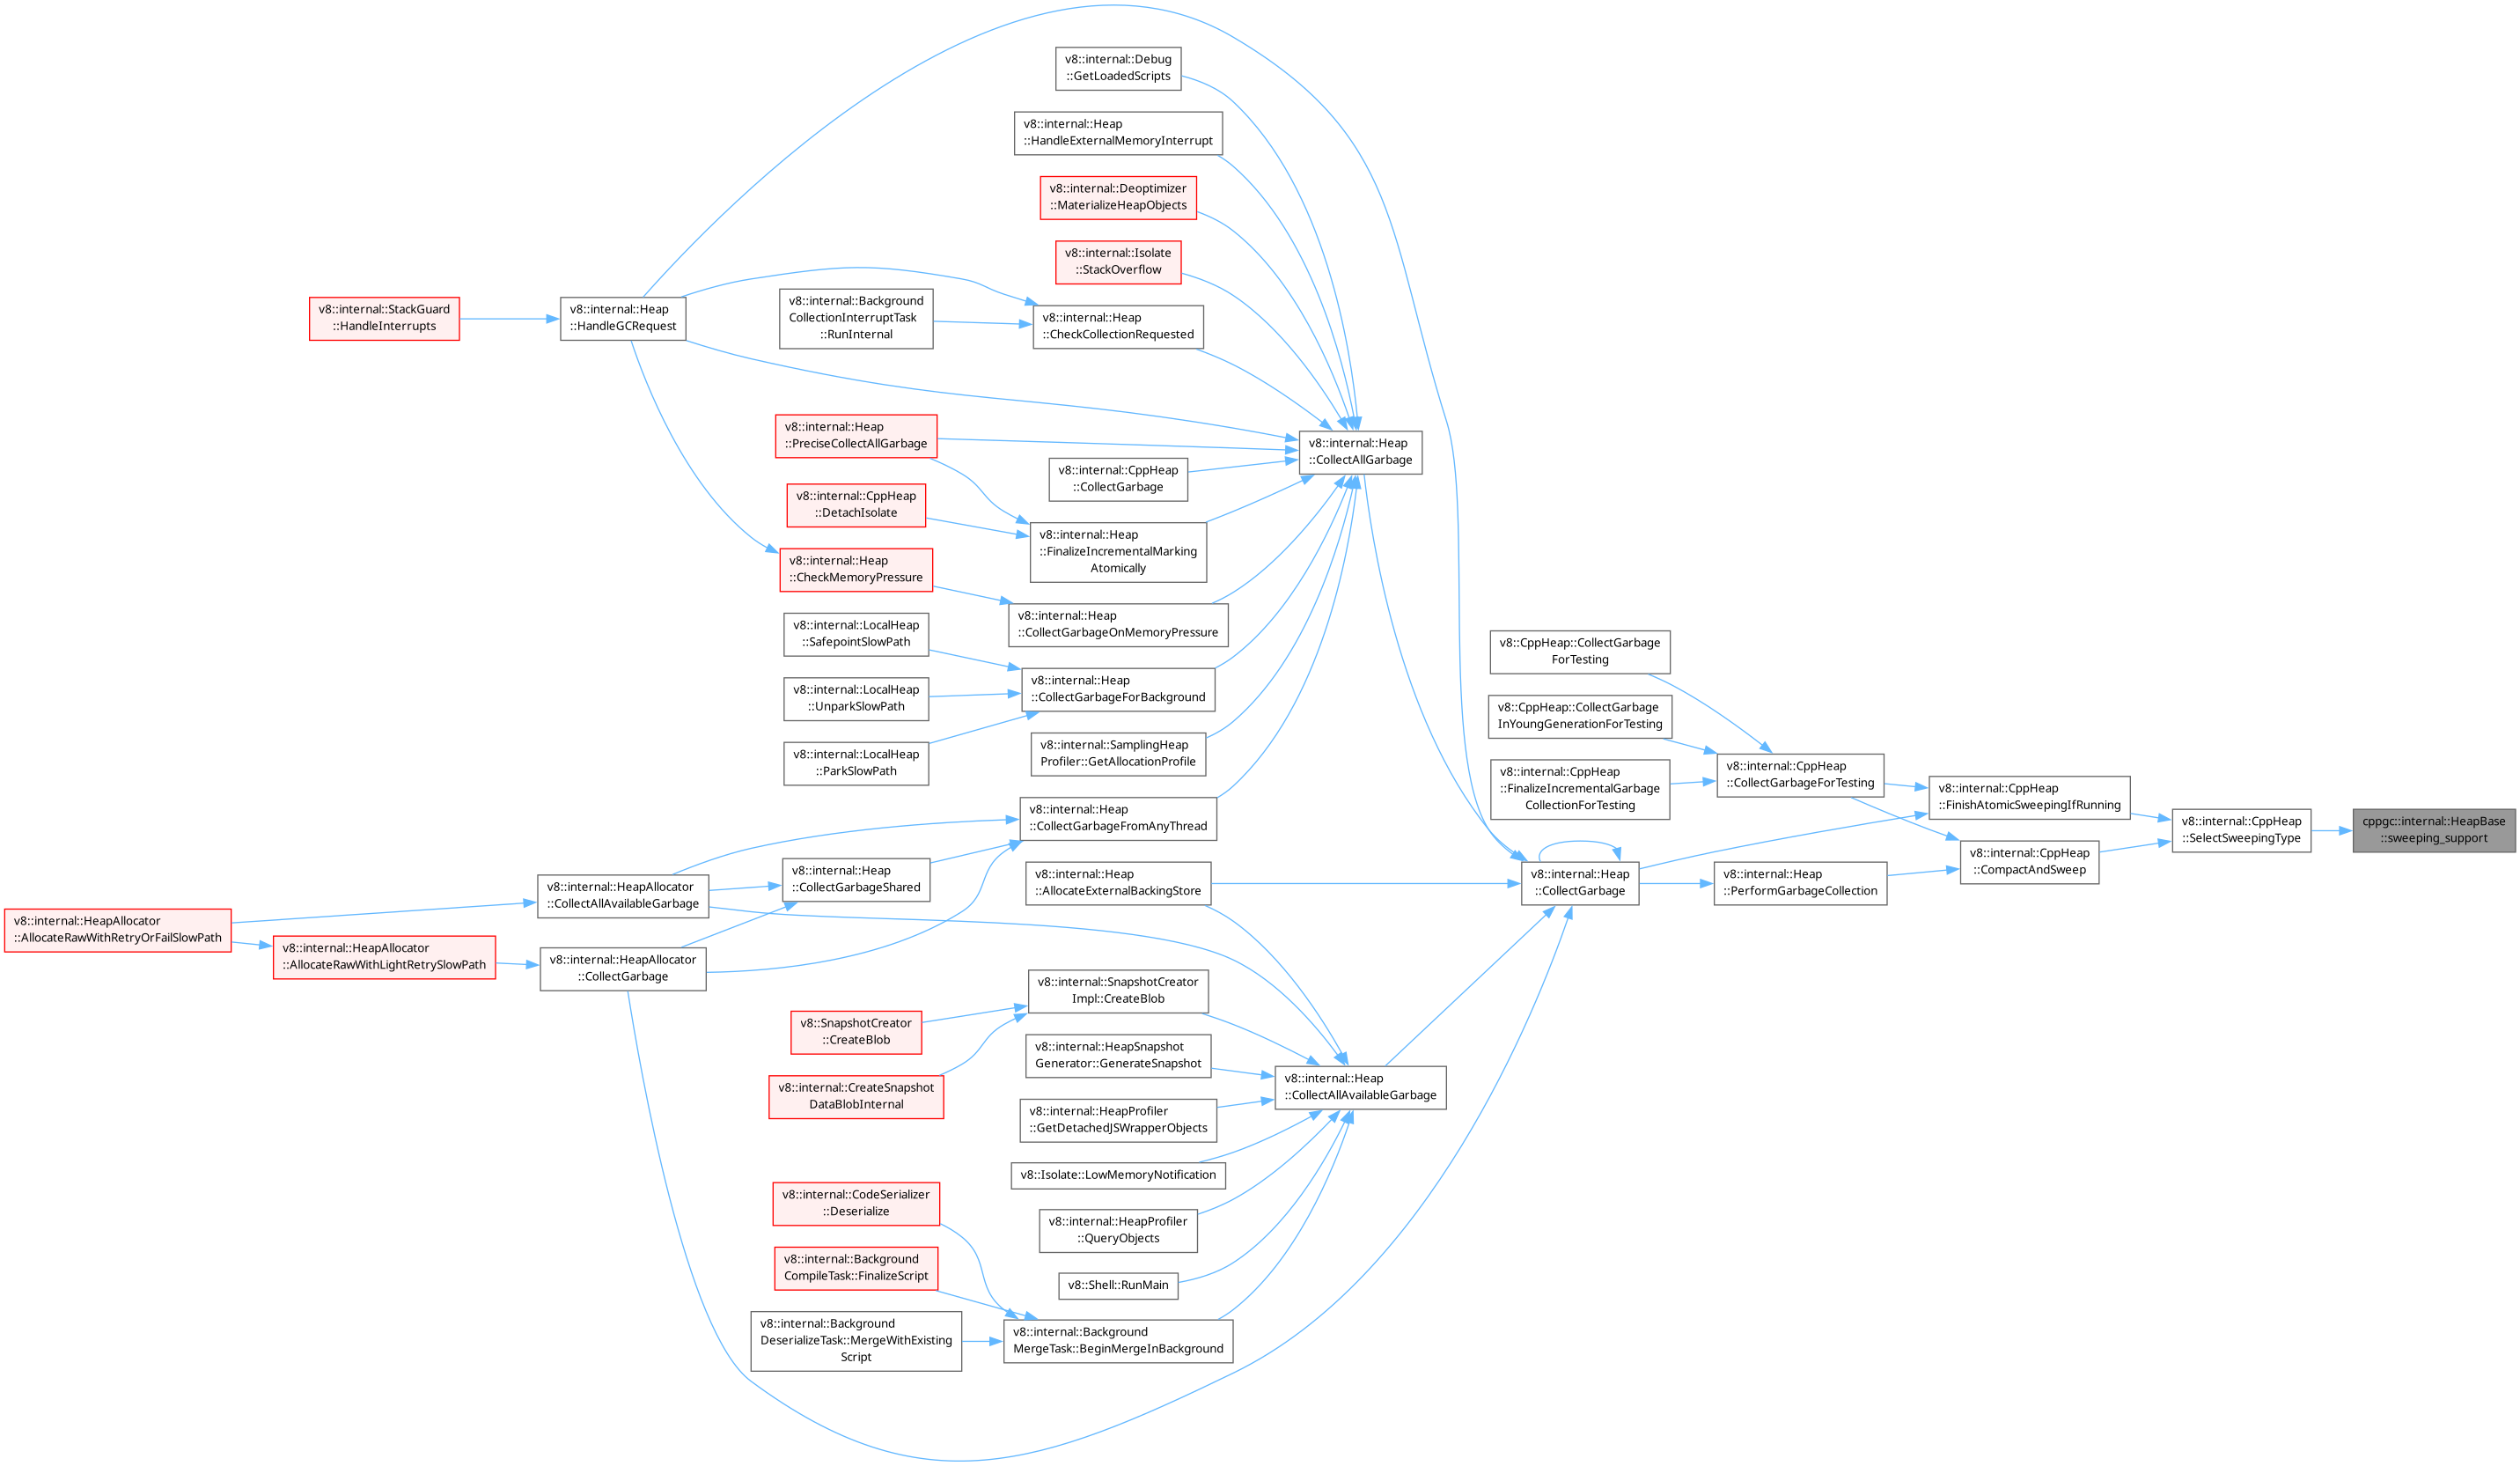 v8::internal::Debug
::GetLoadedScripts
v8::internal::Heap
::HandleExternalMemoryInterrupt
v8::internal::Deoptimizer
::MaterializeHeapObjects
v8::internal::Isolate
::StackOverflow
v8::internal::StackGuard
::HandleInterrupts
v8::internal::Heap
::HandleGCRequest
v8::internal::Background
CollectionInterruptTask
::RunInternal
v8::internal::Heap
::CheckCollectionRequested
v8::internal::Heap
::PreciseCollectAllGarbage
v8::internal::Heap
::CollectAllGarbage
v8::internal::CppHeap
::CollectGarbage
v8::internal::CppHeap
::DetachIsolate
v8::internal::Heap
::FinalizeIncrementalMarking
Atomically
v8::internal::Heap
::CheckMemoryPressure
v8::internal::Heap
::CollectGarbageOnMemoryPressure
v8::internal::LocalHeap
::SafepointSlowPath
v8::internal::LocalHeap
::UnparkSlowPath
v8::internal::Heap
::CollectGarbageForBackground
v8::internal::LocalHeap
::ParkSlowPath
v8::internal::SamplingHeap
Profiler::GetAllocationProfile
v8::CppHeap::CollectGarbage
ForTesting
v8::CppHeap::CollectGarbage
InYoungGenerationForTesting
v8::internal::CppHeap
::FinalizeIncrementalGarbage
CollectionForTesting
v8::internal::CppHeap
::CollectGarbageForTesting
v8::internal::CppHeap
::FinishAtomicSweepingIfRunning
v8::internal::CppHeap
::SelectSweepingType
cppgc::internal::HeapBase
::sweeping_support
v8::internal::Heap
::CollectGarbageFromAnyThread
v8::internal::Heap
::CollectGarbageShared
v8::internal::Heap
::AllocateExternalBackingStore
v8::internal::Heap
::CollectGarbage
v8::internal::Heap
::PerformGarbageCollection
v8::internal::CppHeap
::CompactAndSweep
v8::internal::HeapAllocator
::CollectAllAvailableGarbage
v8::internal::HeapAllocator
::AllocateRawWithRetryOrFailSlowPath
v8::internal::HeapAllocator
::AllocateRawWithLightRetrySlowPath
v8::internal::HeapAllocator
::CollectGarbage
v8::internal::SnapshotCreator
Impl::CreateBlob
v8::SnapshotCreator
::CreateBlob
v8::internal::HeapSnapshot
Generator::GenerateSnapshot
v8::internal::CreateSnapshot
DataBlobInternal
v8::internal::Heap
::CollectAllAvailableGarbage
v8::internal::HeapProfiler
::GetDetachedJSWrapperObjects
v8::Isolate::LowMemoryNotification
v8::internal::CodeSerializer
::Deserialize
v8::internal::HeapProfiler
::QueryObjects
v8::internal::Background
CompileTask::FinalizeScript
v8::Shell::RunMain
v8::internal::Background
DeserializeTask::MergeWithExisting
Script
v8::internal::Background
MergeTask::BeginMergeInBackground